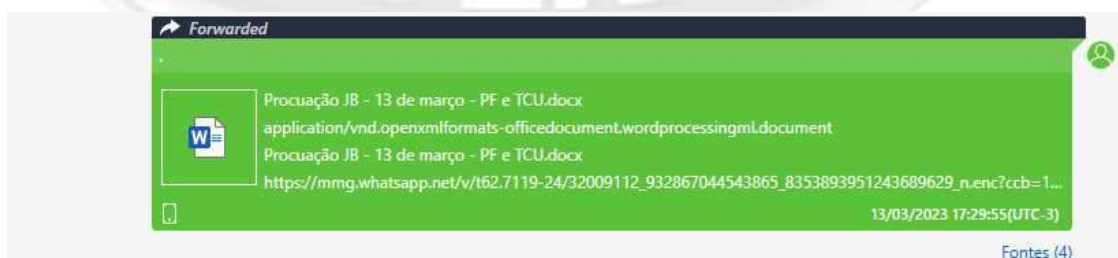 Forwarded
.
Procuação JB - 13 de março - PF e TCU.docx
application/vnd.openxmlformats-officedocument.wordprocessingml.document
Procuação JB - 13 de março - PF e TCU.docx
https://mmg.whatsapp.net/v/t62.7119-24/32009112_932867044543865_8353893951243689629_n.enc?ccb=1...
13/03/2023 17:29:55(UTC-3)
Fontes (4)